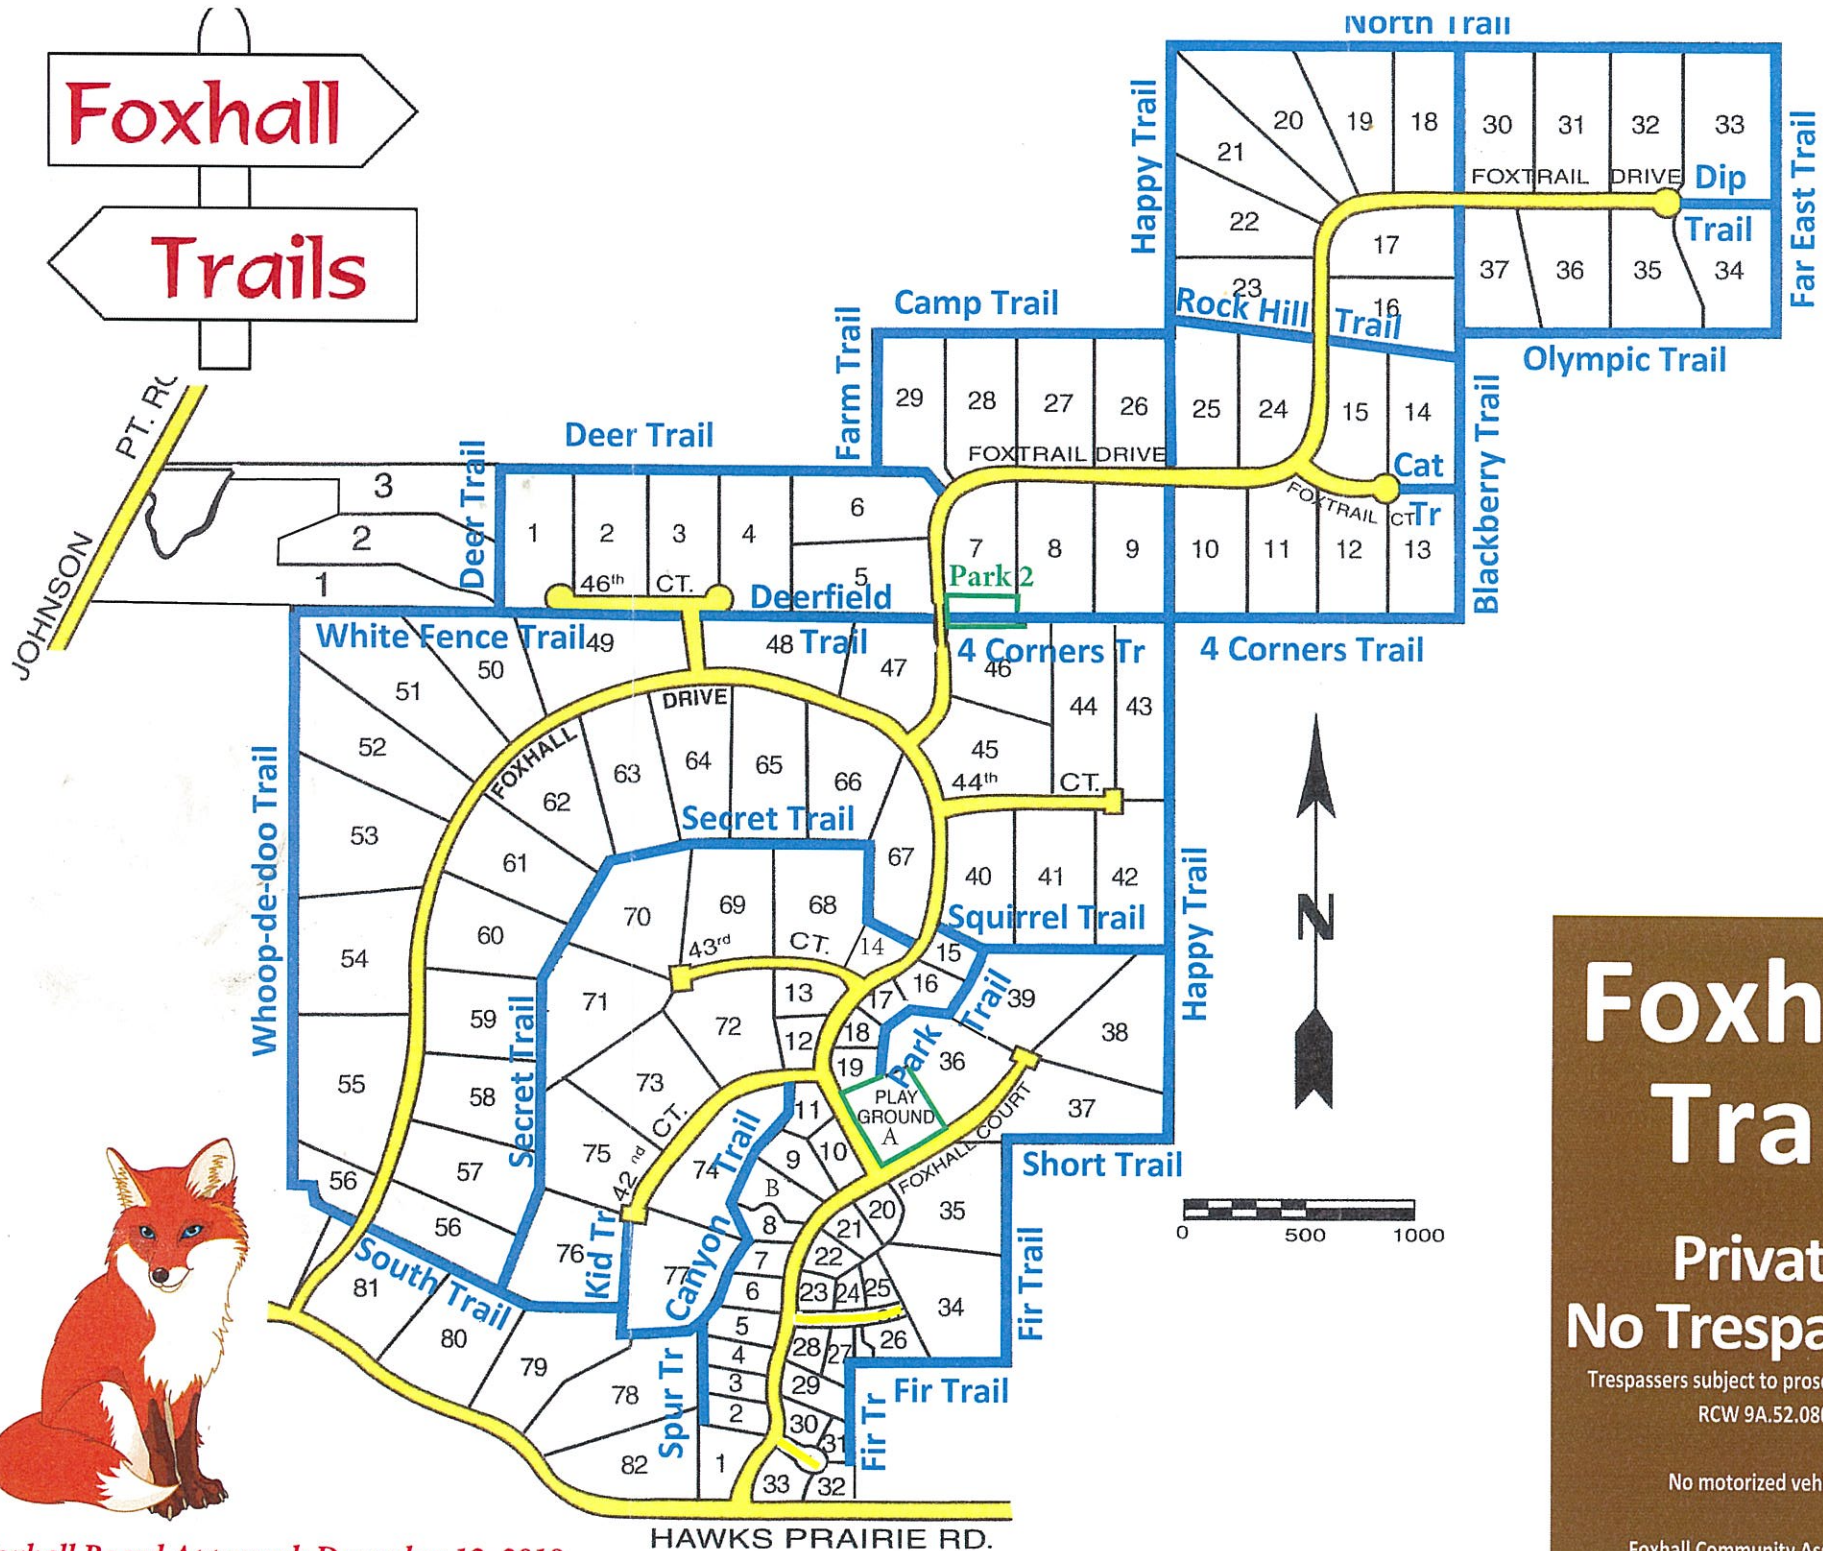 Foxhall
Trails
North Trail
Happy Trail
20
19
18
30
31
32
33
21
FOXTRAIL DRIVE
Dip
Trail
Far East Trail
22
17
37
36
35
34
23
16
Rock Hill Trail
Camp Trail
Olympic Trail
Farm Trail
29
28
27
26
25
24
15
14
FOXTRAIL DRIVE
Blackberry Trail
Cat
Tr
FOXTRAIL CT
JOHNSON PT.
Deer Trail
Deer Trail
3
2
1
1
2
3
4
6
5
7
8
9
10
11
12
13
46th CT.
Park 2
Deerfield
Trail
White Fence Trail
4 Corners Tr
4 Corners Trail
49
48
47
46
50
51
52
53
44
43
45
FOXHALL DRIVE
44th CT.
62
63
64
65
66
Whoop-de-doo Trail
Secret Trail
61
67
40
41
42
Squirrel Trail
Happy Trail
N
54
60
70
69
68
43rd CT.
14
15
16
17
13
39
38
59
71
72
12
18
19
Park Trail
36
Secret Trail
55
58
73
42nd CT.
PLAY
GROUND
A
FOXHALL COURT
37
Short Trail
11
10
9
75
74
57
56
56
B
8
20
21
35
0
500
1000
South Trail
76
Kid Tr
77
Canyon Trail
7
22
6
23
24
25
34
Fir Trail
81
80
79
78
5
28
27
26
4
3
29
2
30
31
Fir Trail
Fir Tr
Spur Tr
82
1
33
32
HAWKS PRAIRIE RD.
Foxh
Tra
Privat
No Trespa
Trespassers subject to prose
RCW 9A.52.08
No motorized veh
Foxhall Community Ass